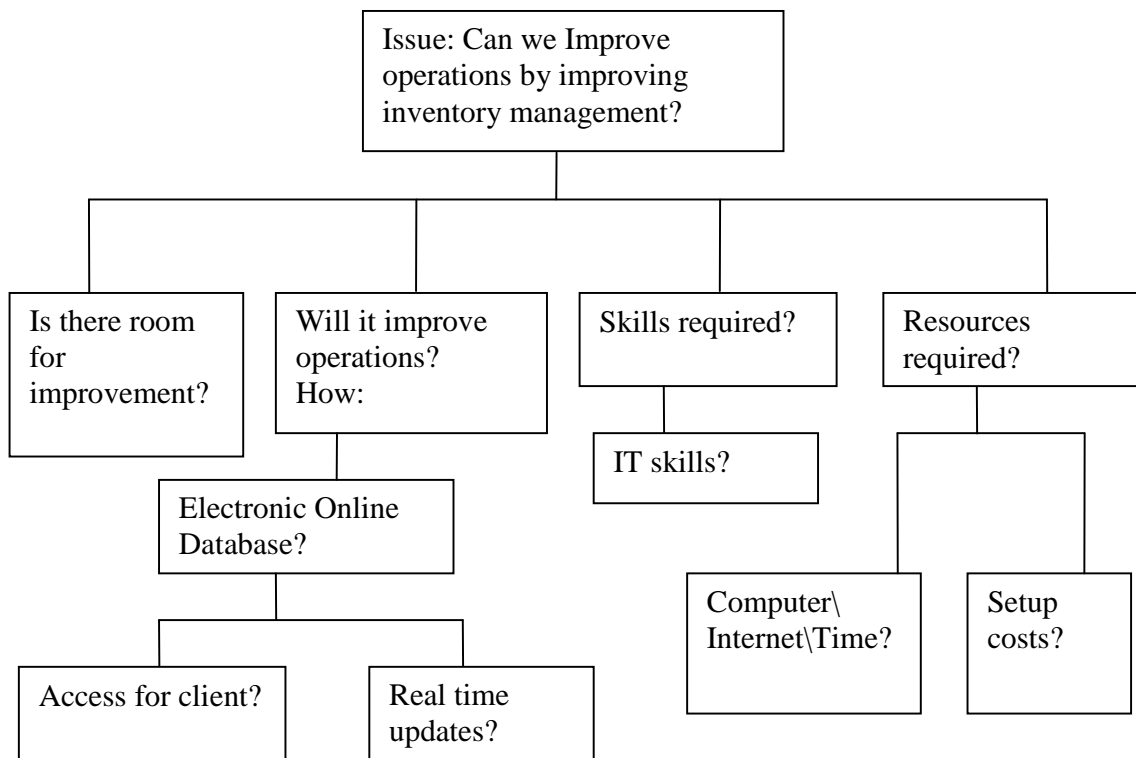 Issue: Can we Improve
operations by improving
inventory management?
Is there room
for
improvement?
Will it improve
operations?
How:
Skills required?
Resources
required?
IT skills?
Electronic Online
Database?
Computer\
Internet\Time?
Setup
costs?
Access for client?
Real time
updates?